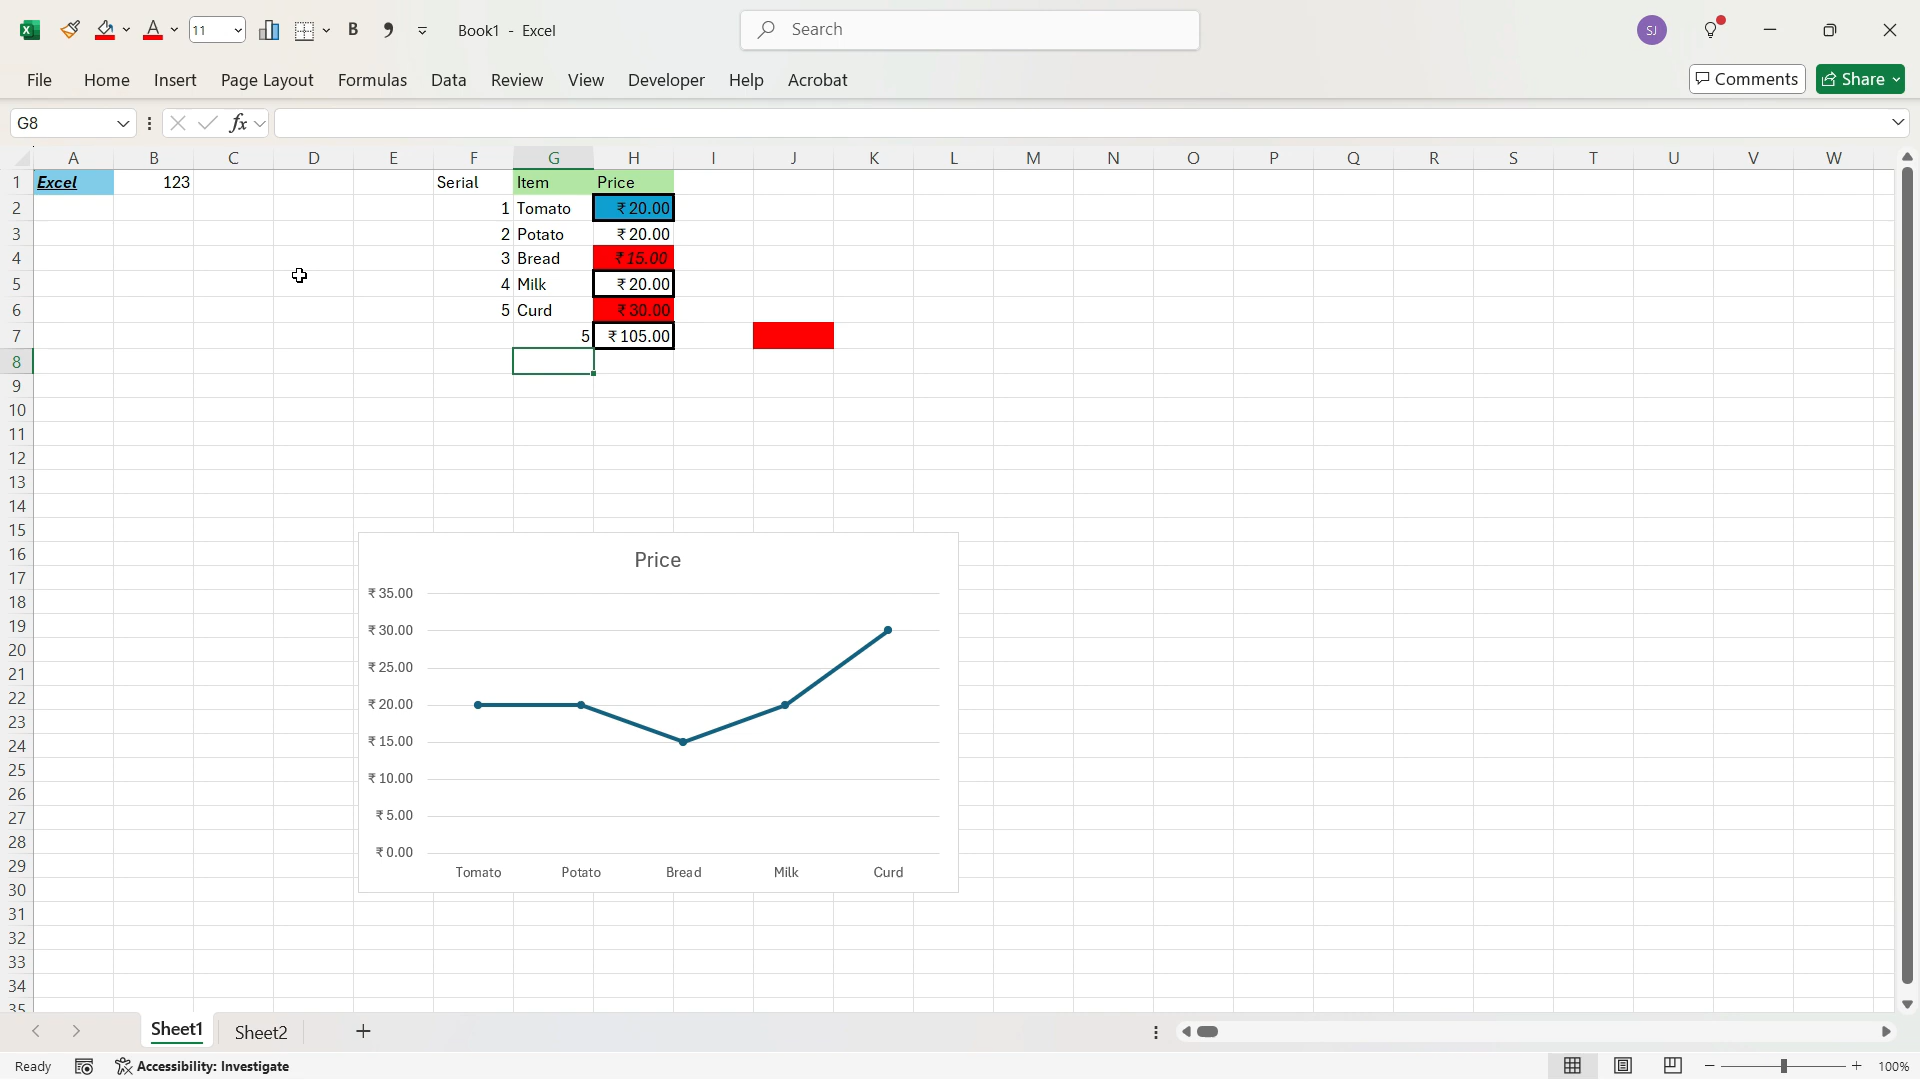 11 B Book1 - Excel Search SJ
File Home Insert Page Layout Formulas Data Review View Developer Help Acrobat Comments Share
G8 fx
A B C D E F G H I J K L M N O P Q R S T U V W
1 Excel 123 Serial Item Price
2 1 Tomato ₹ 20.00
3 2 Potato ₹ 20.00
4 3 Bread ₹ 15.00
5 4 Milk ₹ 20.00
6 5 Curd ₹ 30.00
7 5 ₹ 105.00
8
9
10
11
12
13
14
15
16 Price
17
18 ₹ 35.00
19
20 ₹ 30.00
21 ₹ 25.00
22
23 ₹ 20.00
24 ₹ 15.00
25
26 ₹ 10.00
27 ₹ 5.00
28
29 ₹ 0.00
30 Tomato Potato Bread Milk Curd
31
32
33
34
35
Sheet1 Sheet2
Ready Accessibility: Investigate 100%